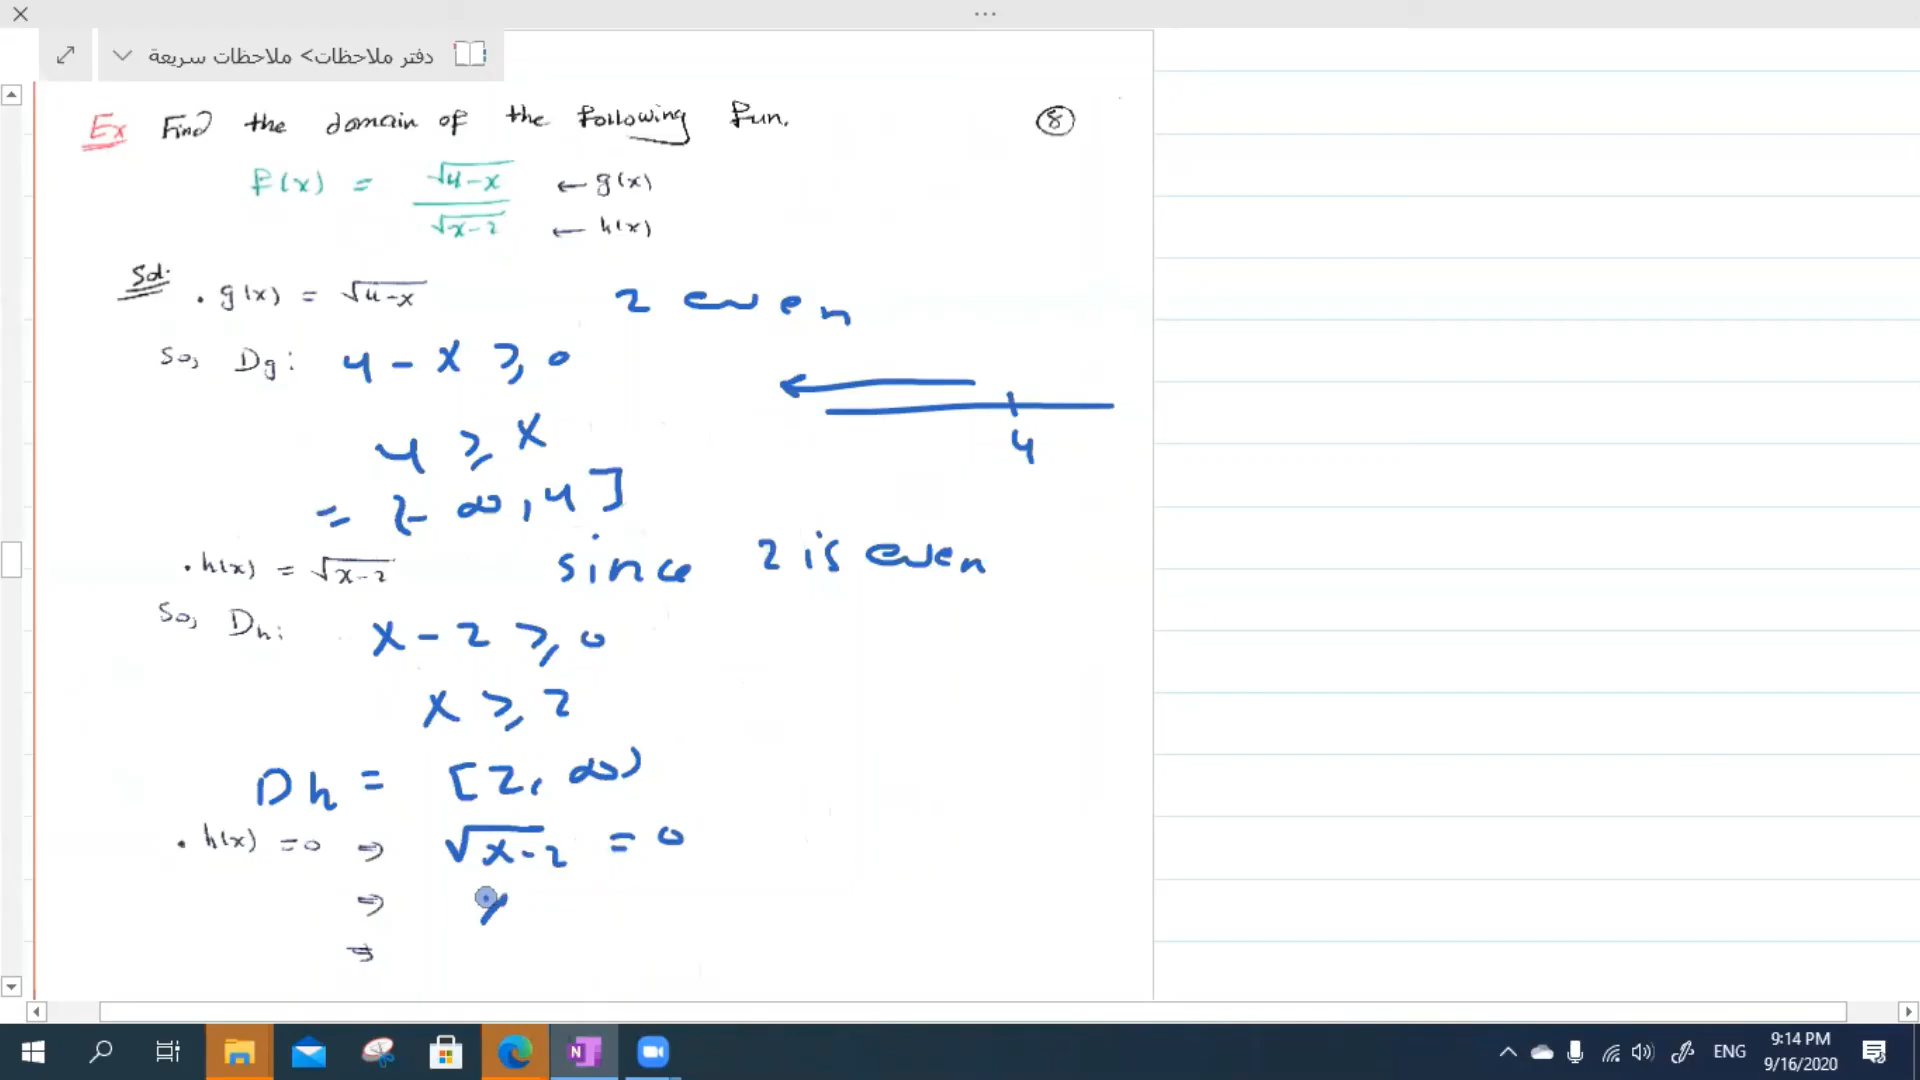 دفتر ملاحظات> ملاحظات سريعة
Ex Find the domain of the following fun. 8
f(x) = √4-x / √x-2 ← g(x) ← h(x)
Sol. . g(x) = √4-x 2 even
So, Dg: 4 - x ≥ 0
4 ≥ x
4
= (-∞, 4]
. h(x) = √x-2 since 2 is even
So, Dh: x - 2 ≥ 0
x ≥ 2
Dh = [2, ∞)
. h(x) = 0 ⇒ √x-2 = 0
⇒
⇒
ENG
9:14 PM
9/16/2020